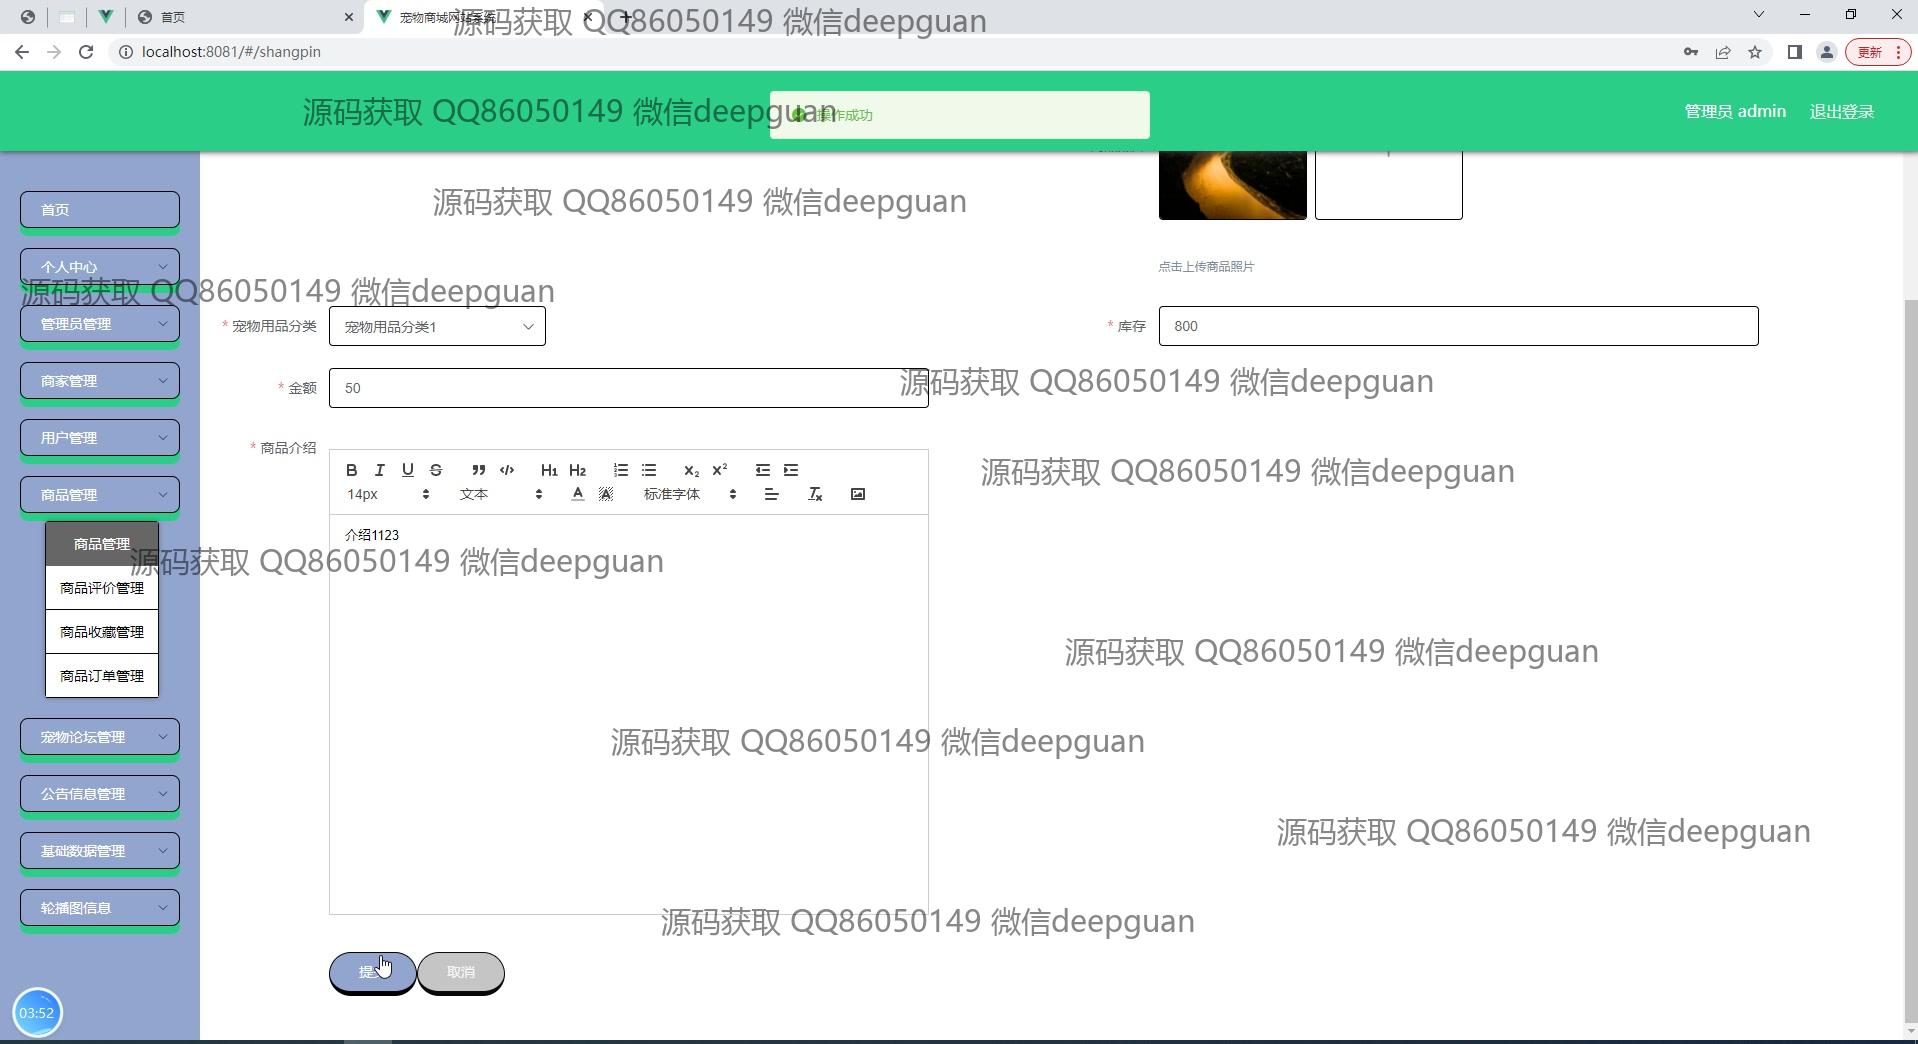 首页
宠物商城网站系统
源码获取 QQ86050149 微信deepguan
localhost:8081/#/shangpin
更新
源码获取 QQ86050149 微信deepguan
操作成功
管理员 admin
退出登录
源码获取 QQ86050149 微信deepguan
首页
个人中心
点击上传商品照片
源码获取 QQ86050149 微信deepguan
管理员管理
* 宠物用品分类
宠物用品分类1
* 库存
800
商家管理
* 金额
50
源码获取 QQ86050149 微信deepguan
用户管理
* 商品介绍
B I U S H1 H2 X₂ X²
源码获取 QQ86050149 微信deepguan
商品管理
14px
文本
标准字体
介绍1123
商品管理
源码获取 QQ86050149 微信deepguan
商品评价管理
商品收藏管理
源码获取 QQ86050149 微信deepguan
商品订单管理
宠物论坛管理
源码获取 QQ86050149 微信deepguan
公告信息管理
源码获取 QQ86050149 微信deepguan
基础数据管理
轮播图信息
源码获取 QQ86050149 微信deepguan
取消
03:52